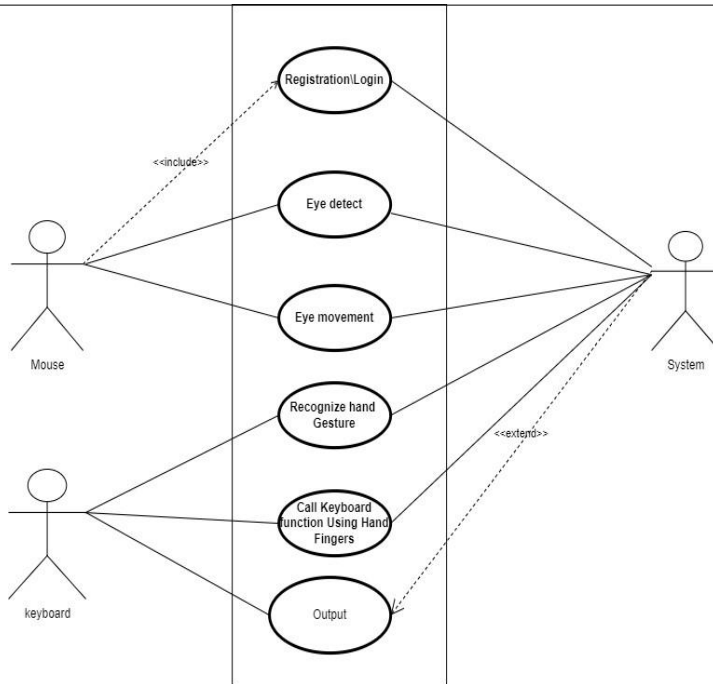 Registration\Login
<<include>>
Eye detect
Eye movement
Mouse
System
Recognize hand
Gesture
<<extend>>
Call Keyboard
function Using Hand
Fingers
keyboard
Output